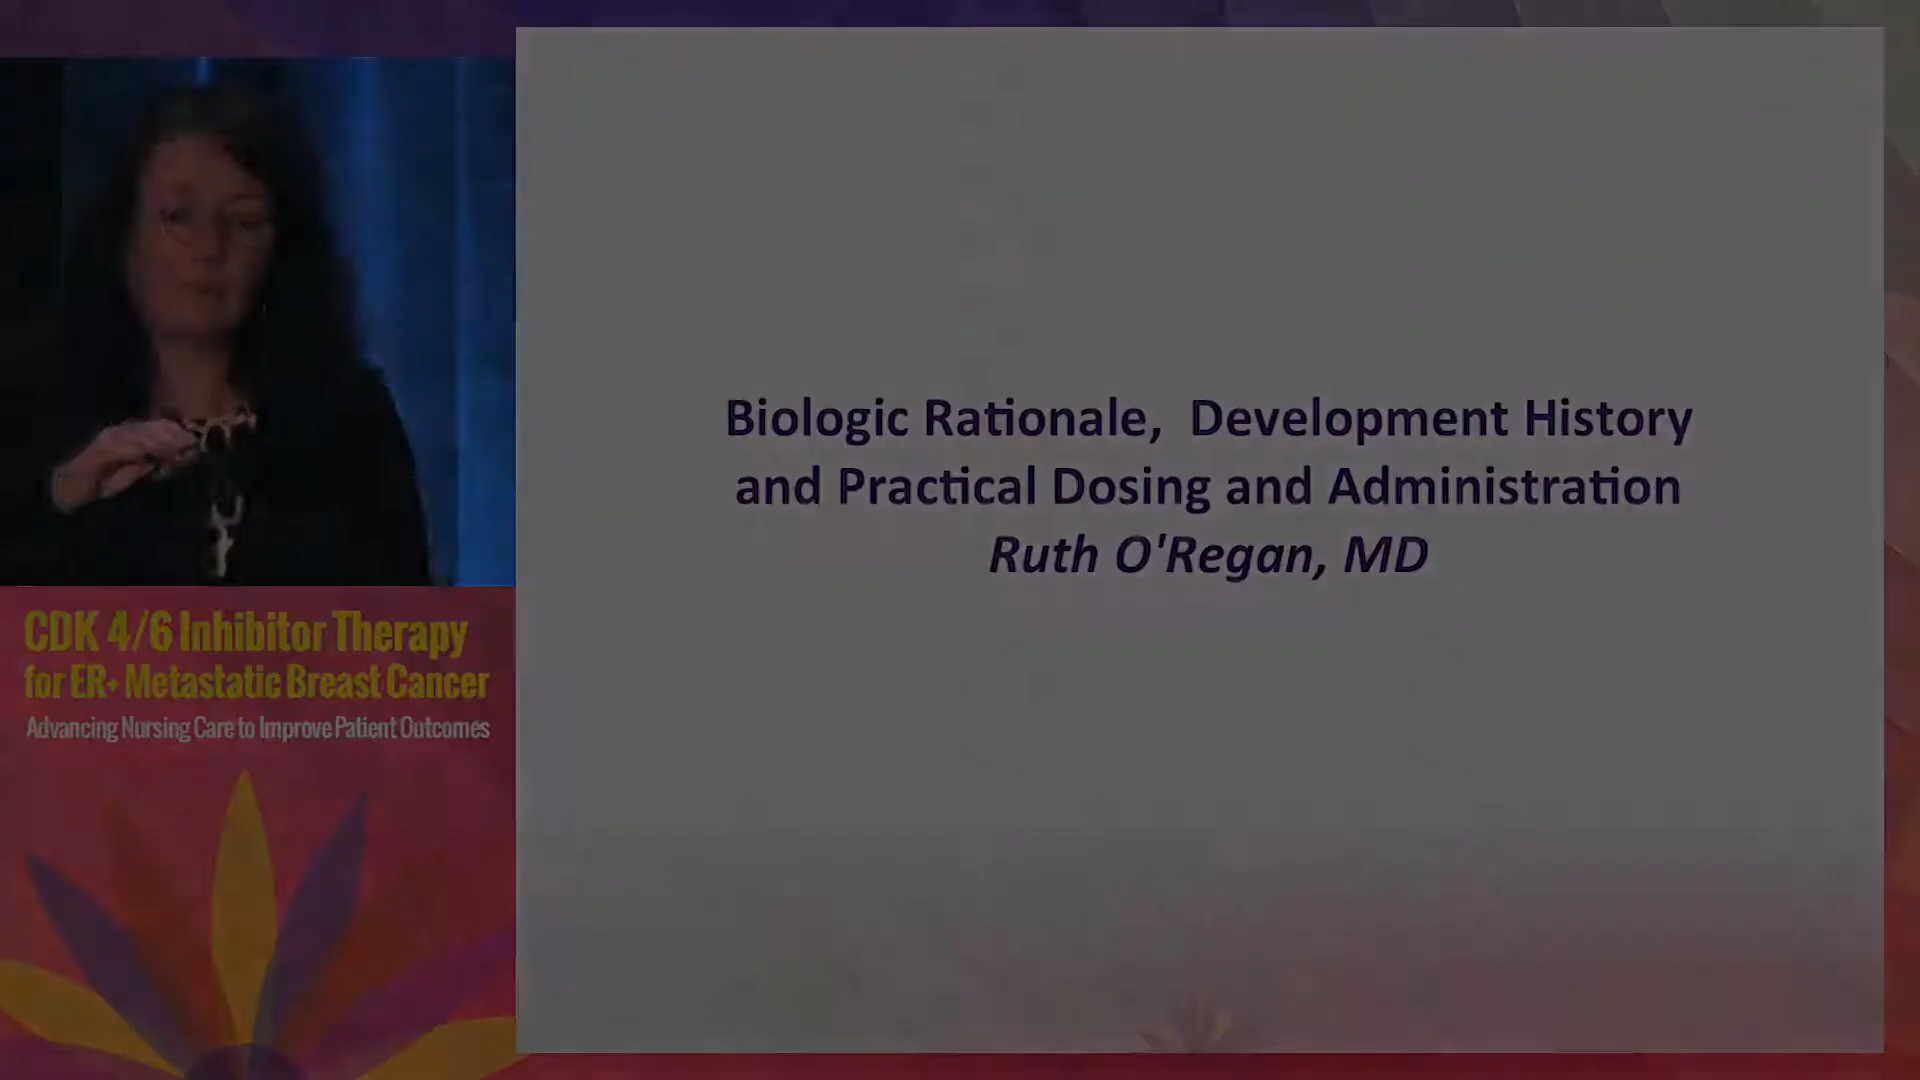 Biologic Rationale,  Development History
and Practical Dosing and Administration
Ruth O'Regan, MD
CDK 4/6 Inhibitor Therapy
for ER+ Metastatic Breast Cancer
Advancing Nursing Care to Improve Patient Outcomes